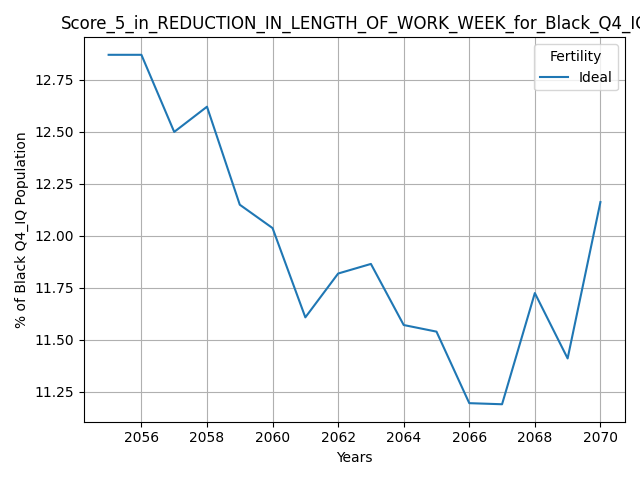 Score_5_in_REDUCTION_IN_LENGTH_OF_WORK_WEEK_for_Black_Q4_IQ
Fertility
Ideal
12.75
12.50
12.25
12.00
11.75
11.50
11.25
% of Black Q4_IQ Population
2056 2058 2060 2062 2064 2066 2068 2070
Years